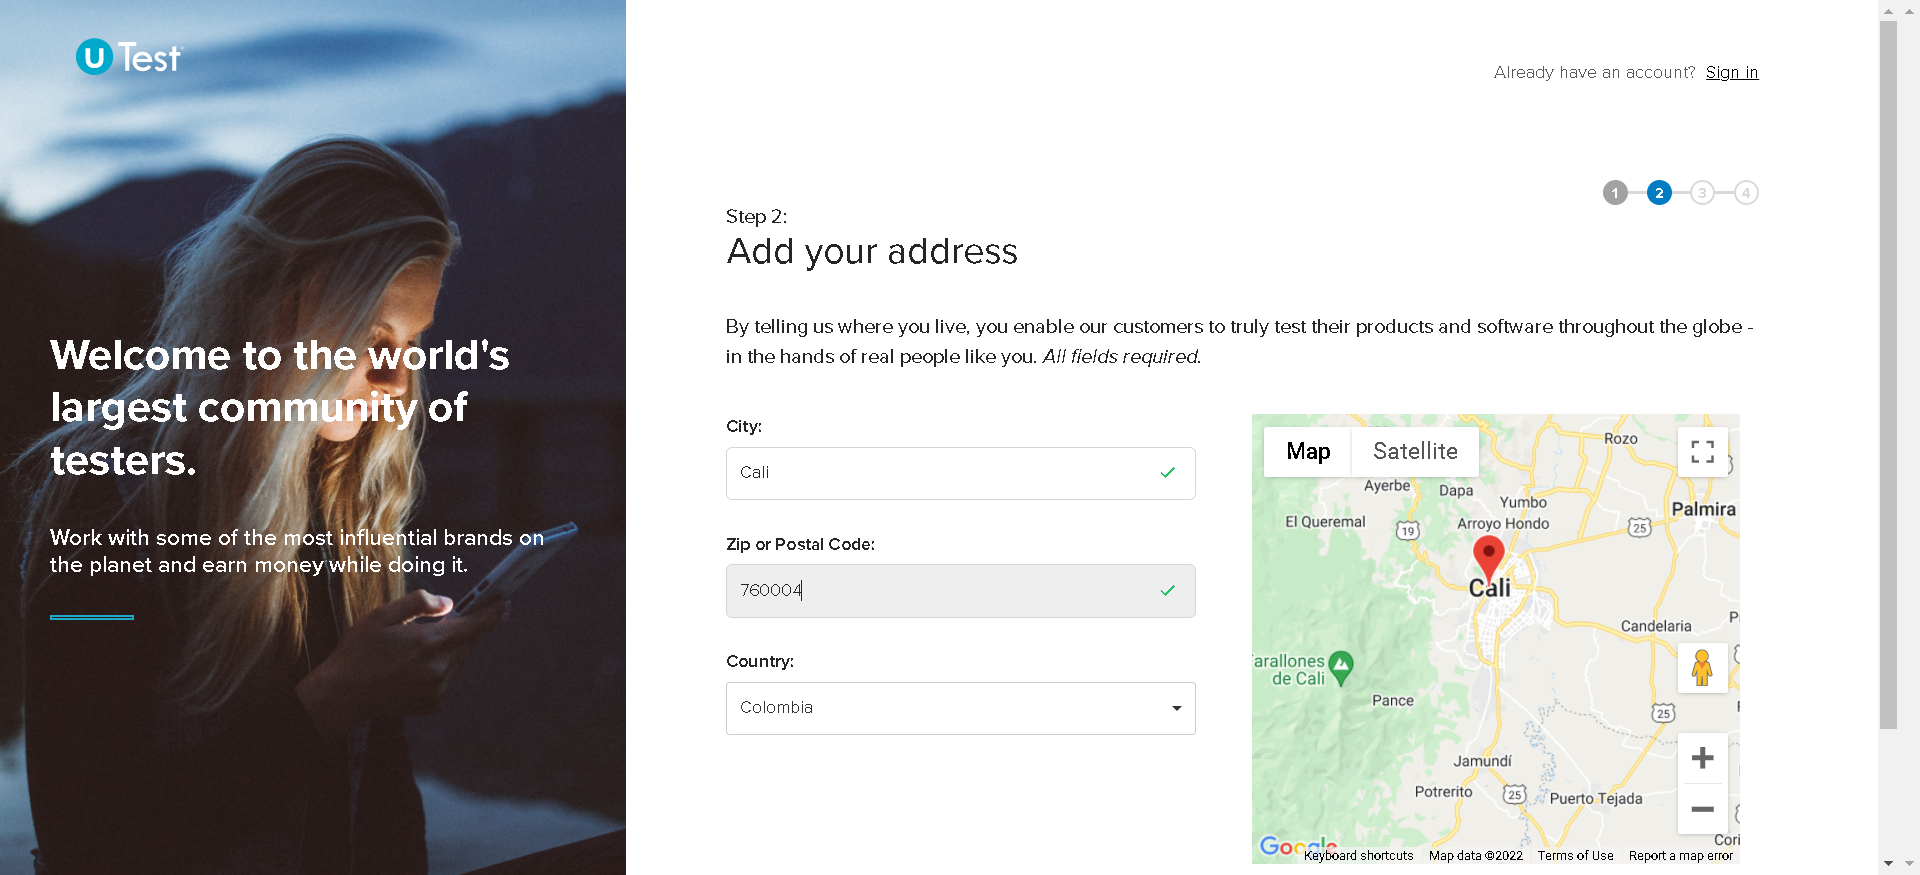 U Test
Welcome to the world's
largest community of
testers.
Work with some of the most influential brands on
the planet and earn money while doing it.
Already have an account? Sign in
1 2 3 4
Step 2:
Add your address
By telling us where you live, you enable our customers to truly test their products and software throughout the globe -
in the hands of real people like you. All fields required.
City:
Cali
Zip or Postal Code:
760004
Country:
Colombia
Map Satellite
Rozo
Ayerbe
Dapa
Yumbo
Palmira
El Queremal
Arroyo Hondo
19
25
Cali
Candelaria
arallones
de Cali
Pance
25
Jamundí
Potrerito
25
Puerto Tejada
Cori
Google
Keyboard shortcuts Map data ©2022 Terms of Use Report a map error